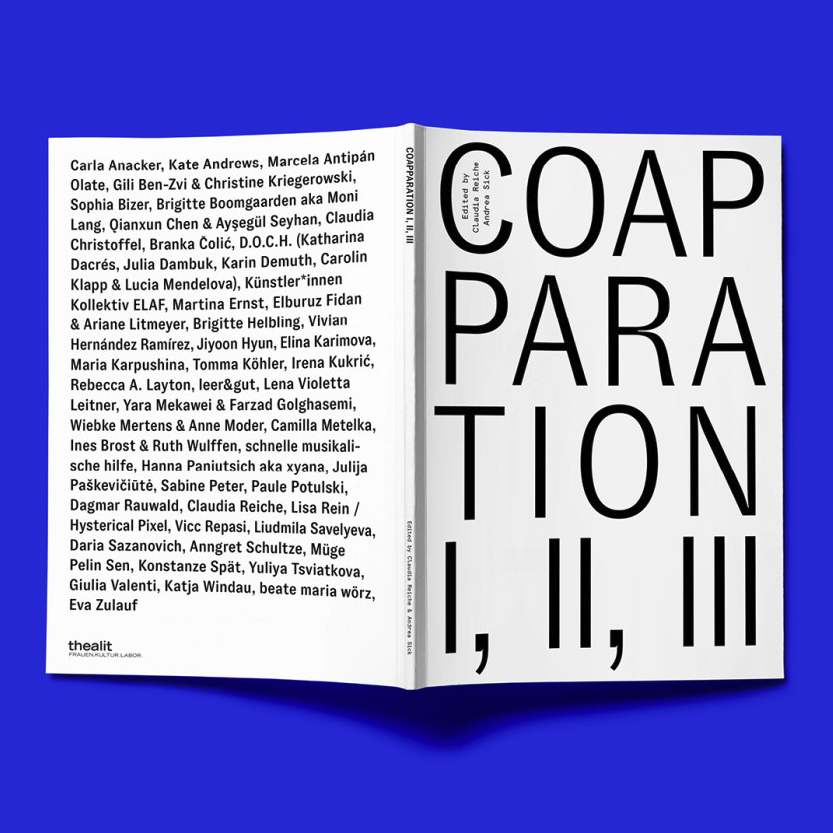 Carla Anacker, Kate Andrews, Marcela Antipán
Olate, Gili Ben-Zvi & Christine Kriegerowski,
Sophia Bizer, Brigitte Boomgaarden aka Moni
Lang, Qianxun Chen & Ayşegül Seyhan, Claudia
Christoffel, Branka Čolić, D.O.C.H. (Katharina
Dacrés, Julia Dambuk, Karin Demuth, Carolin
Klapp & Lucia Mendelova), Künstler*innen
Kollektiv ELAF, Martina Ernst, Elburuz Fidan
& Ariane Litmeyer, Brigitte Helbling, Vivian
Hernández Ramírez, Jiyoon Hyun, Elina Karimova,
Maria Karpushina, Tomma Köhler, Irena Kukrić,
Rebecca A. Layton, leer&gut, Lena Violetta
Leitner, Yara Mekawei & Farzad Golghasemi,
Wiebke Mertens & Anne Moder, Camilla Metelka,
Ines Brost & Ruth Wulffen, schnelle musikali-
sche hilfe, Hanna Paniutsich aka xyana, Julija
Paškevičiūtė, Sabine Peter, Paule Potulski,
Dagmar Rauwald, Claudia Reiche, Lisa Rein /
Hysterical Pixel, Vicc Repasi, Liudmila Savelyeva,
Daria Sazanovich, Anngret Schultze, Müge
Pelin Sen, Konstanze Spät, Yuliya Tsviatkova,
Giulia Valenti, Katja Windau, beate maria wörz,
Eva Zulauf
thealit
FRAUEN.KULTUR.LABOR.
COAPPARATION I, II, III
Edited by Claudia Reiche & Andrea Sick
COAP
PARA
TION
I, II, III
Edited by
Claudia Reiche
Andrea Sick